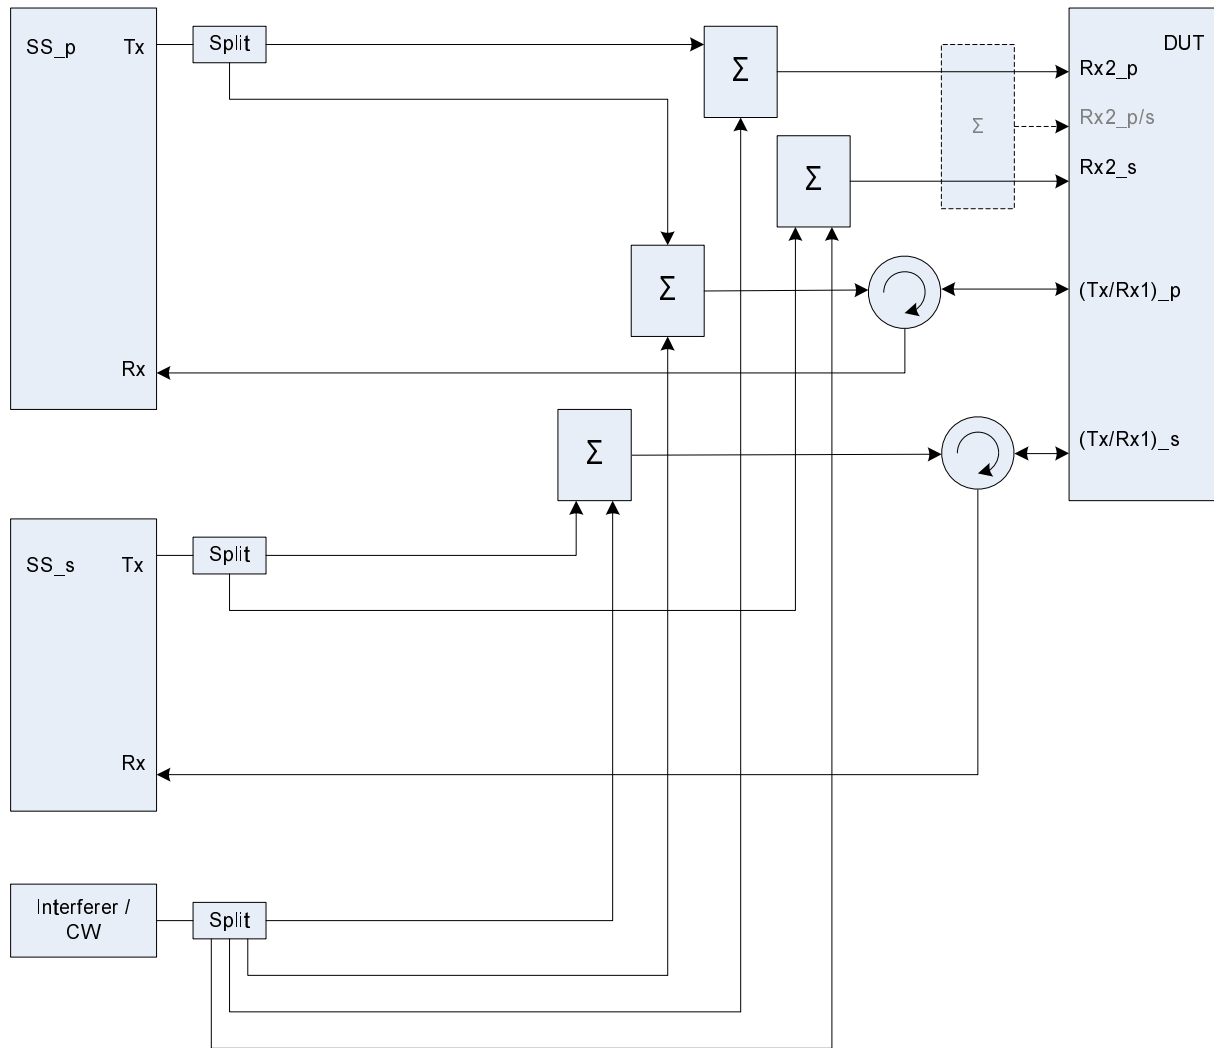 SS_p
Tx
Split
Σ
DUT
Rx2_p
Σ
Rx2_p/s
Σ
Rx2_s
Σ
(Tx/Rx1)_p
Rx
Σ
(Tx/Rx1)_s
SS_s
Tx
Split
Rx
Interferer /
CW
Split